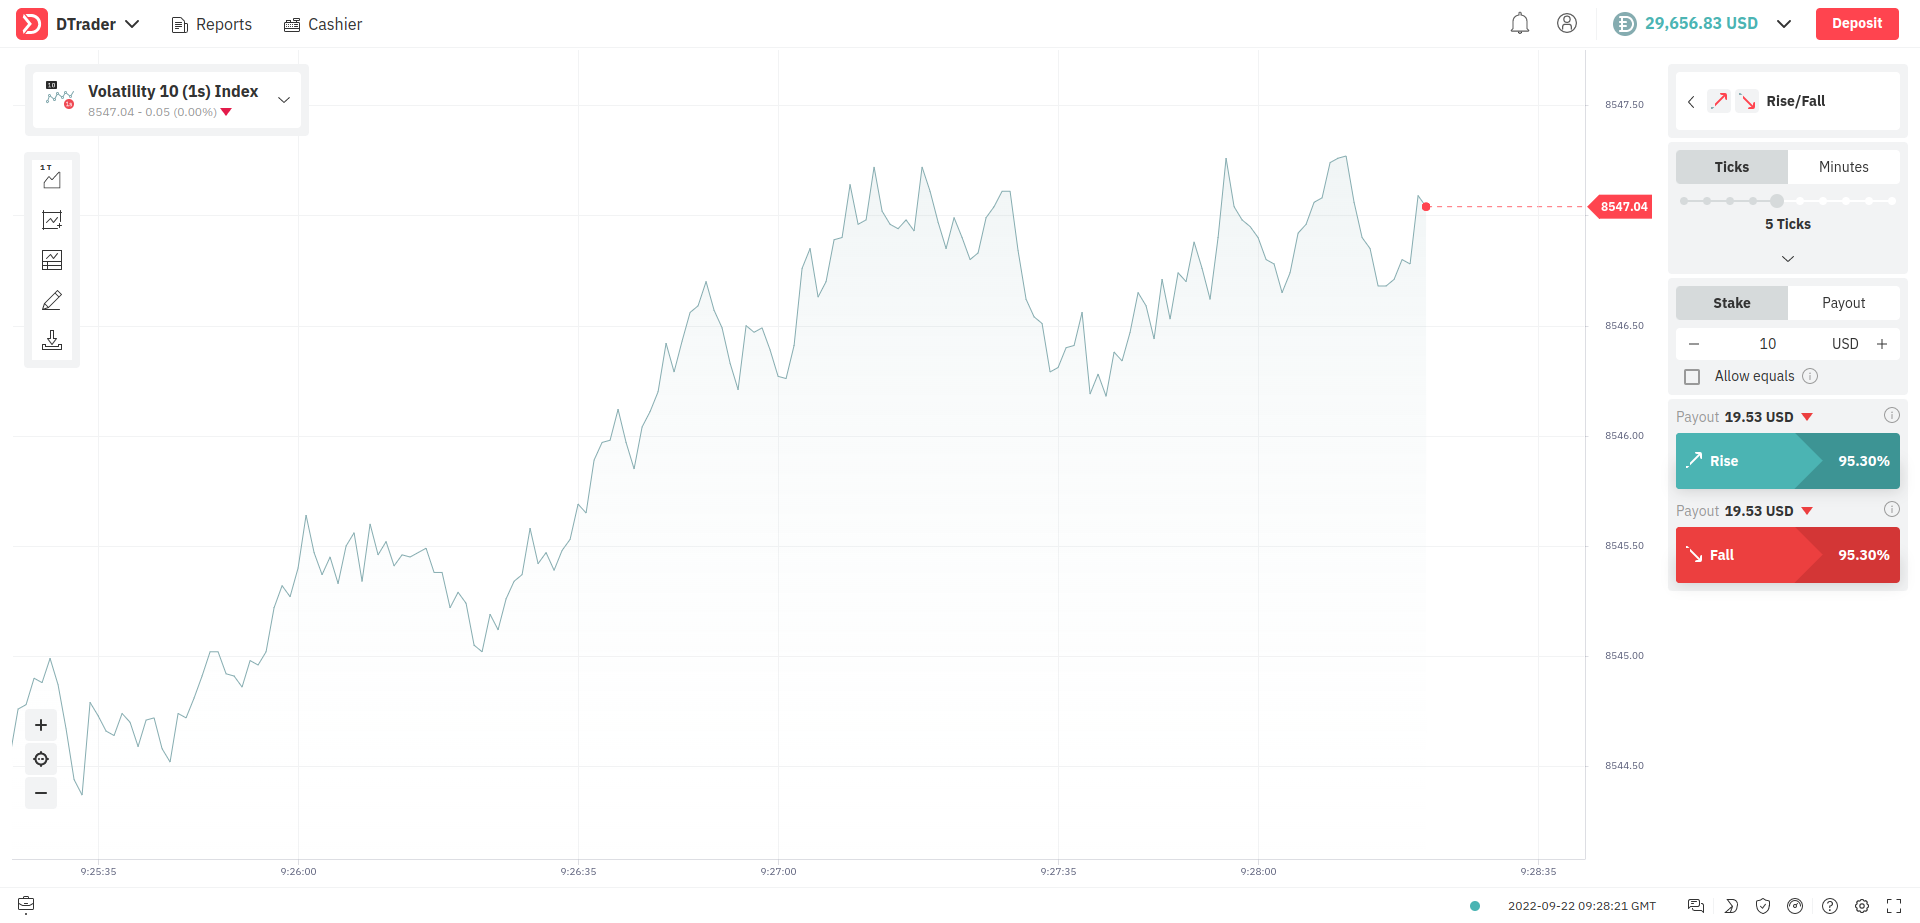 DTrader
Reports
Cashier
29,656.83 USD
Deposit
10
1s
Volatility 10 (1s) Index
8547.04 - 0.05 (0.00%)
1 T
8547.50
8547.04
8546.50
8546.00
8545.50
8545.00
8544.50
9:25:35
9:26:00
9:26:35
9:27:00
9:27:35
9:28:00
9:28:35
Rise/Fall
Ticks
Minutes
5 Ticks
Stake
Payout
10
USD
Allow equals
Payout 19.53 USD
Rise
95.30%
Payout 19.53 USD
Fall
95.30%
2022-09-22 09:28:21 GMT